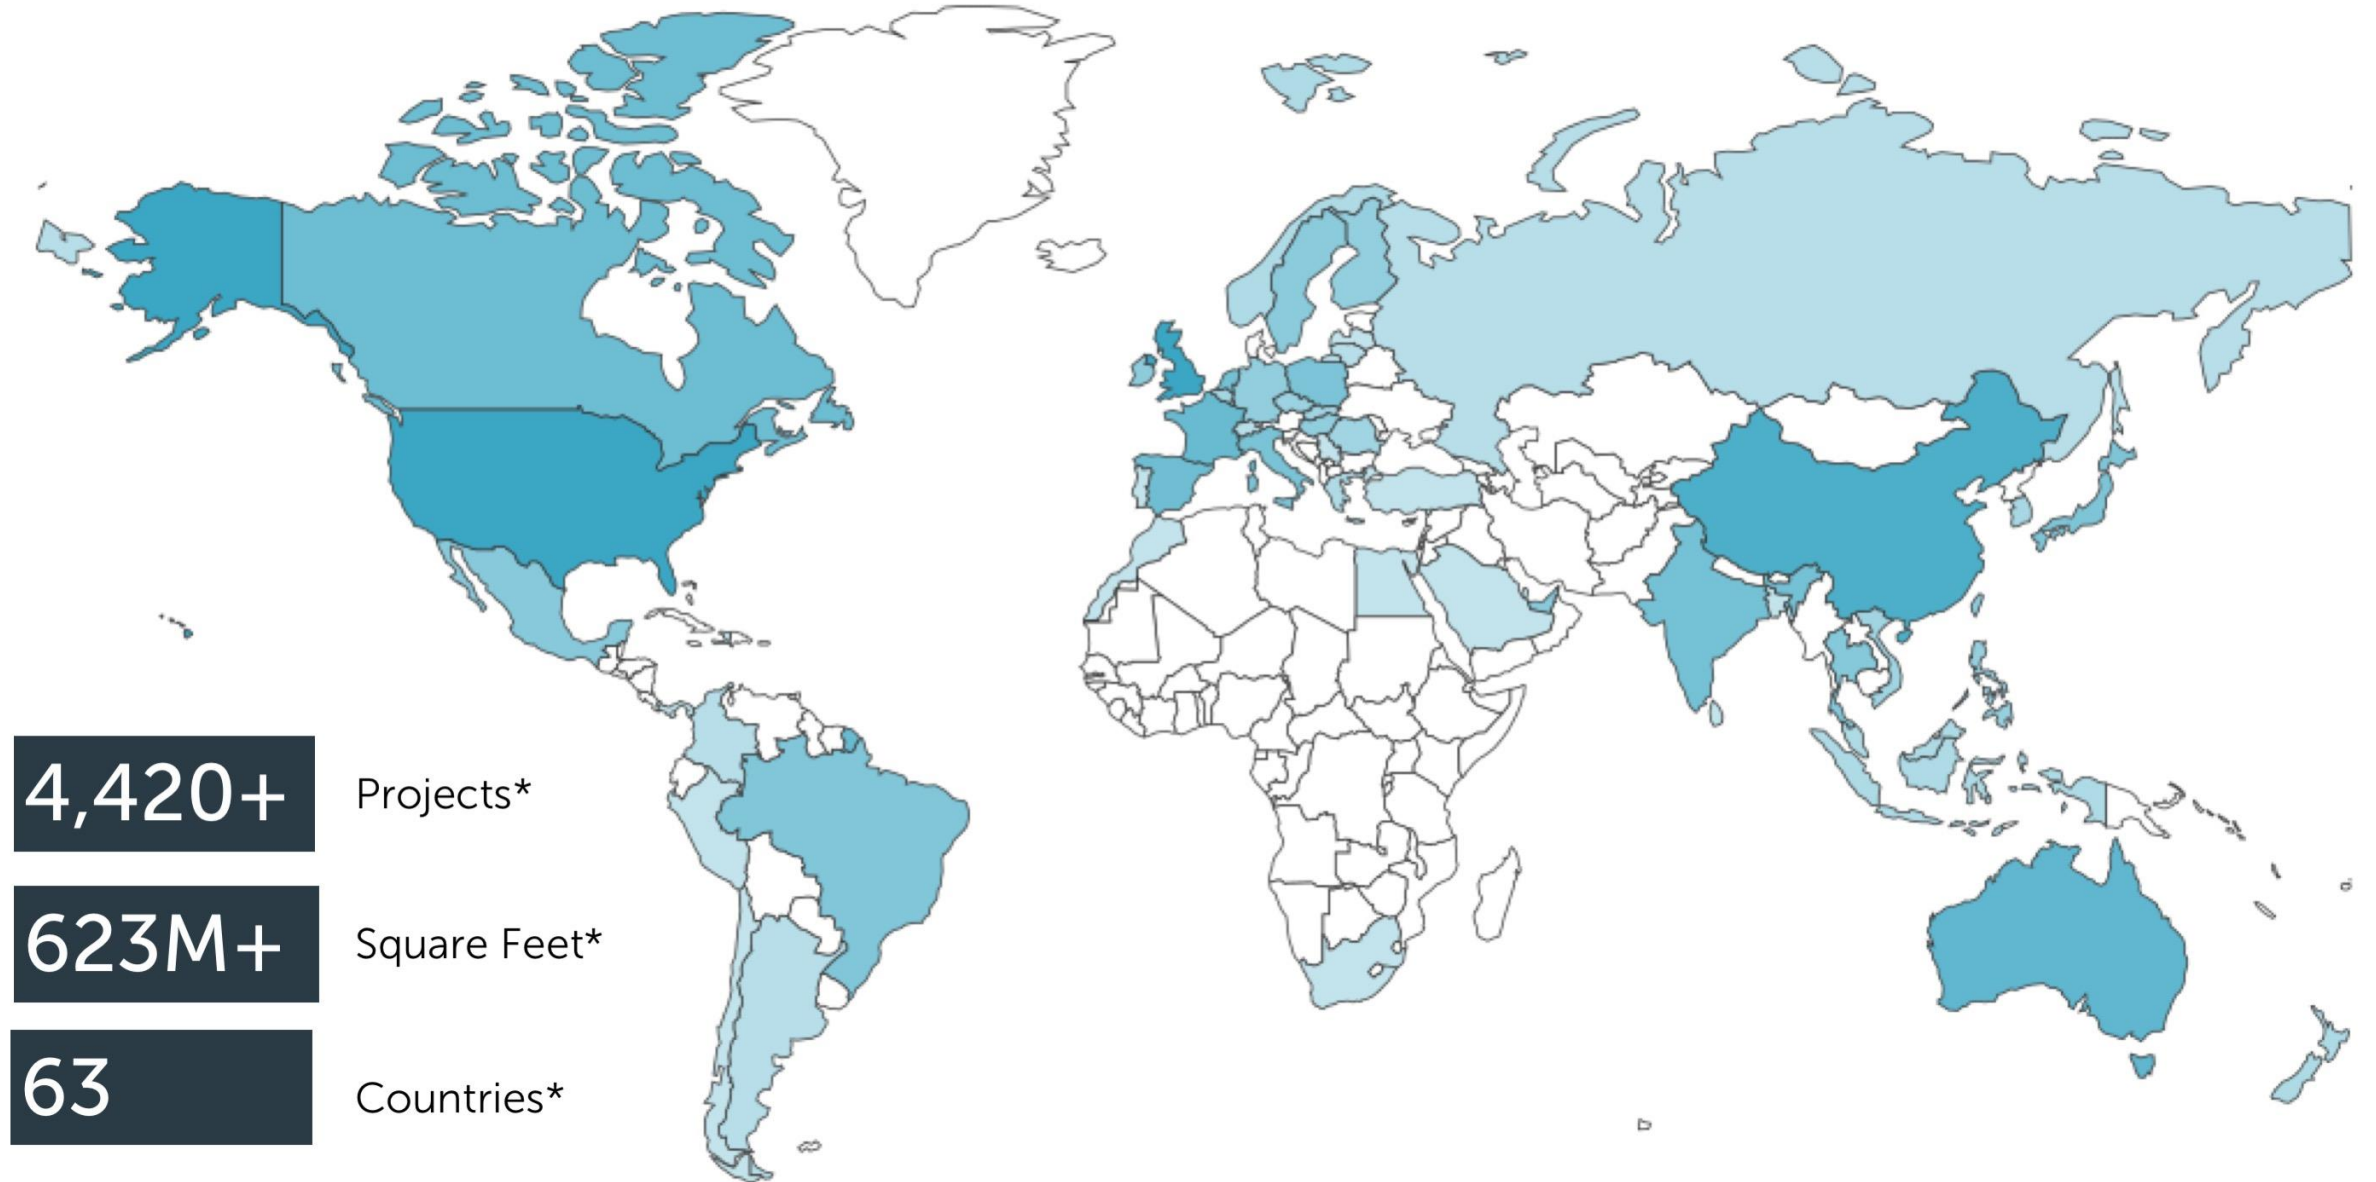 4,420+ Projects*
623M+ Square Feet*
63 Countries*